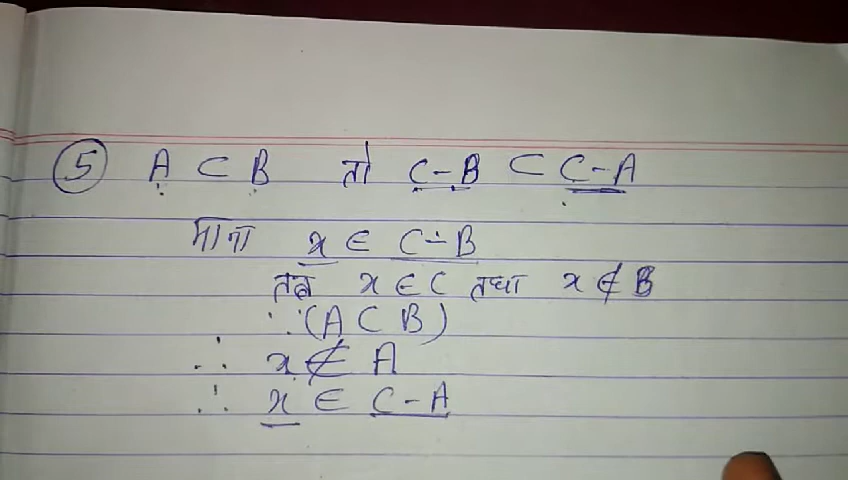 ⑤ A ⊂ B तो C-B ⊂ C-A
माना x ∈ C-B
तब x ∈ C तथा x ∉ B
∵ (A ⊂ B)
∴ x ∉ A
∴ x ∈ C-A